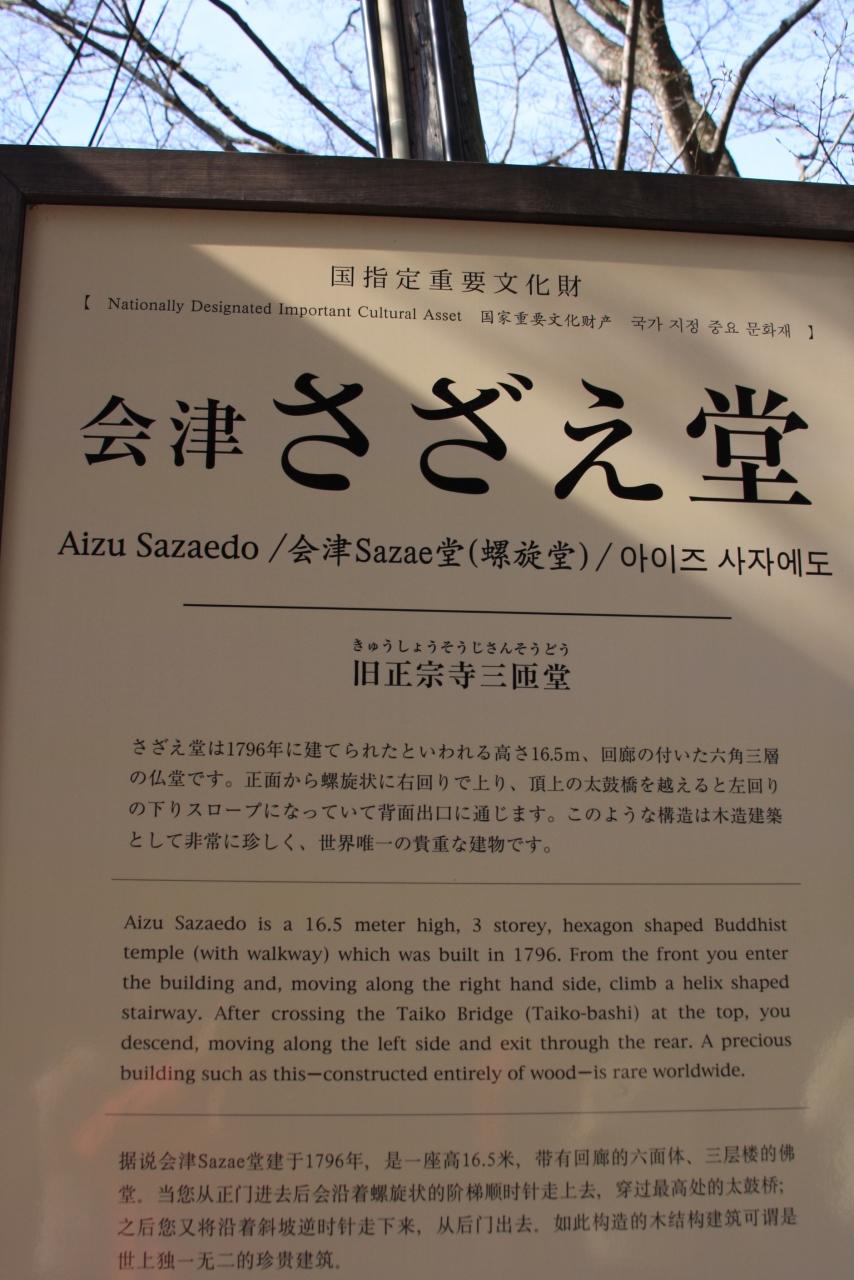 国指定重要文化財
【 Nationally Designated Important Cultural Asset 国家重要文化财产 국가 지정 중요 문화재 】
会津さざえ堂
Aizu Sazaedo /会津Sazae堂(螺旋堂) / 아이즈 사자에도
きゅうしょうそうじさんそうどう
旧正宗寺三匝堂
さざえ堂は1796年に建てられたといわれる高さ16.5m、回廊の付いた六角三層
の仏堂です。正面から螺旋状に右回りで上り、頂上の太鼓橋を越えると左回り
の下りスロープになっていて背面出口に通じます。このような構造は木造建築
として非常に珍しく、世界唯一の貴重な建物です。
Aizu Sazaedo is a 16.5 meter high, 3 storey, hexagon shaped Buddhist
temple (with walkway) which was built in 1796. From the front you enter
the building and, moving along the right hand side, climb a helix shaped
stairway. After crossing the Taiko Bridge (Taiko-bashi) at the top, you
descend, moving along the left side and exit through the rear. A precious
building such as this—constructed entirely of wood—is rare worldwide.
据说会津Sazae堂建于1796年，是一座高16.5米，带有回廊的六面体、三层楼的佛
堂。当您从正门进去后会沿着螺旋状的阶梯顺时针走上去，穿过最高处的太鼓桥；
之后您又将沿着斜坡逆时针走下来，从后门出去。如此构造的木结构建筑可谓是
世上独一无二的珍贵建筑。